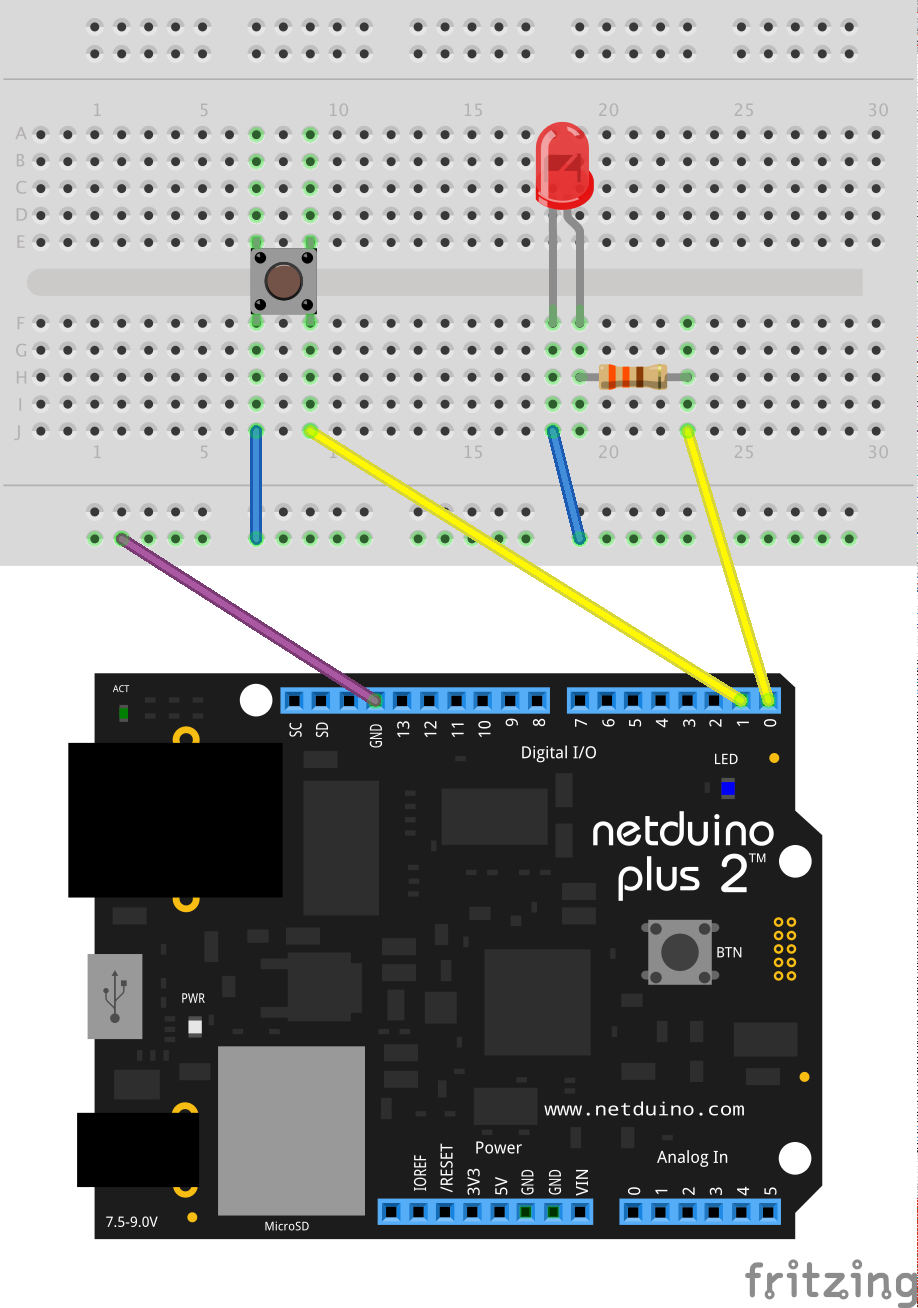 1 5 10 15 20 25 30
A
B
C
D
E
F
G
H
I
J
1 5 1 15 20 25 30
ACT
SC SD GND 13 12 11 10 9 8 7 6 5 4 3 2 1 0
Digital I/O
LED
netduino
plus 2™
BTN
PWR
www.netduino.com
Power
Analog In
IOREF /RESET 3V3 5V GND GND VIN 0 1 2 3 4 5
7.5-9.0V
MicroSD
fritzing